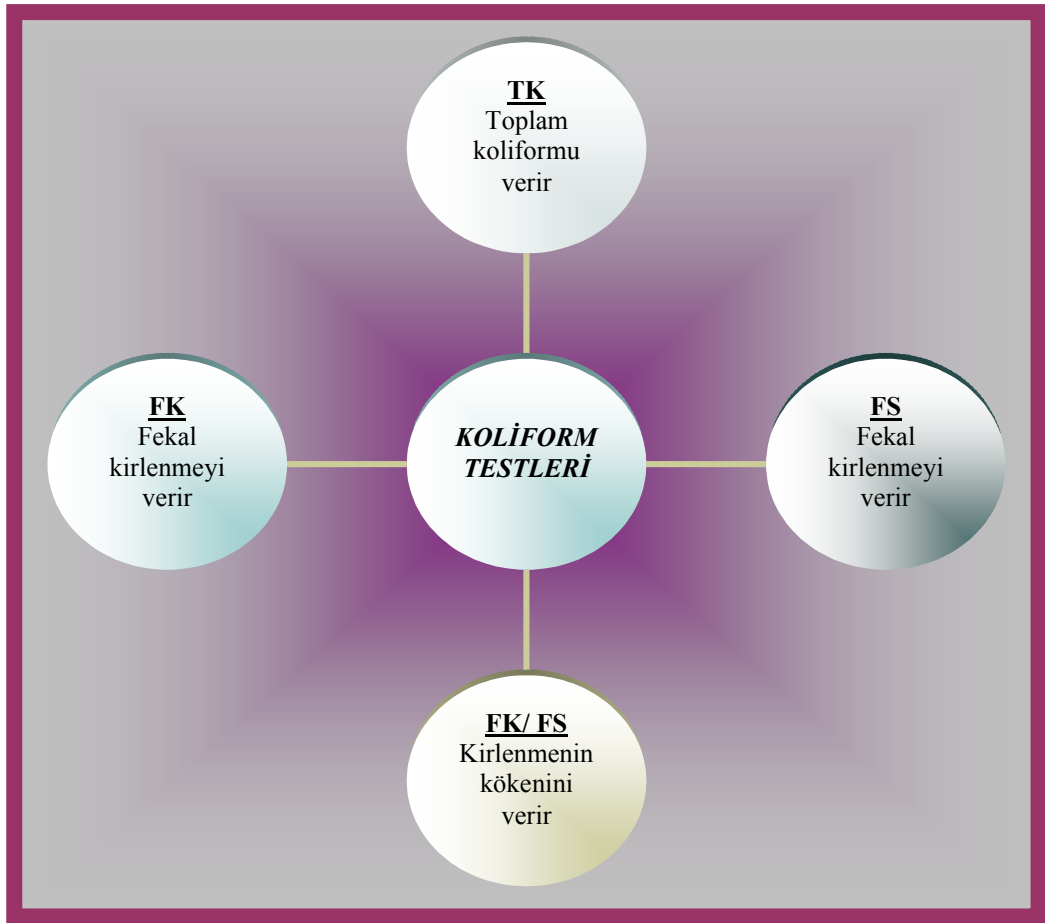 TK
Toplam
koliformu
verir
FK
Fekal
kirlenmeyi
verir
KOLİFORM
TESTLERİ
FS
Fekal
kirlenmeyi
verir
FK/ FS
Kirlenmenin
kökenini
verir